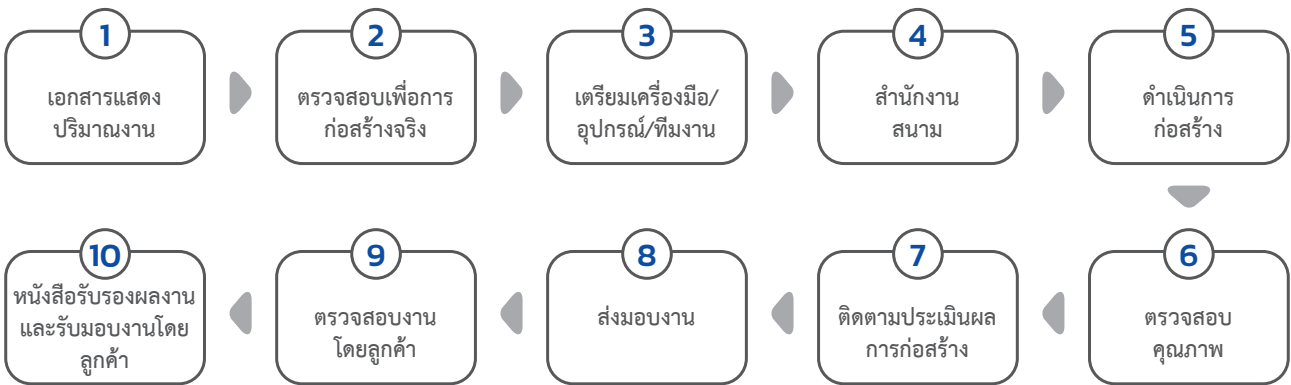 1
เอกสารแสดง
ปริมาณงาน
2
ตรวจสอบเพื่อการ
ก่อสร้างจริง
3
เตรียมเครื่องมือ/
อุปกรณ์/ทีมงาน
4
สำนักงาน
สนาม
5
ดำเนินการ
ก่อสร้าง
6
ตรวจสอบ
คุณภาพ
7
ติดตามประเมินผล
การก่อสร้าง
8
ส่งมอบงาน
9
ตรวจสอบงาน
โดยลูกค้า
10
หนังสือรับรองผลงาน
และรับมอบงานโดย
ลูกค้า